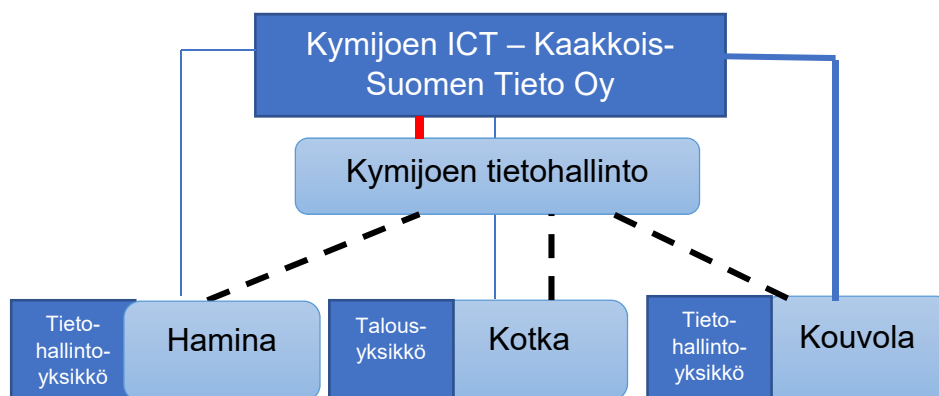 Kymijoen ICT – Kaakkois-
Suomen Tieto Oy
Kymijoen tietohallinto
Tieto-
hallinto-
yksikkö
Hamina
Talous-
yksikkö
Kotka
Tieto-
hallinto-
yksikkö
Kouvola